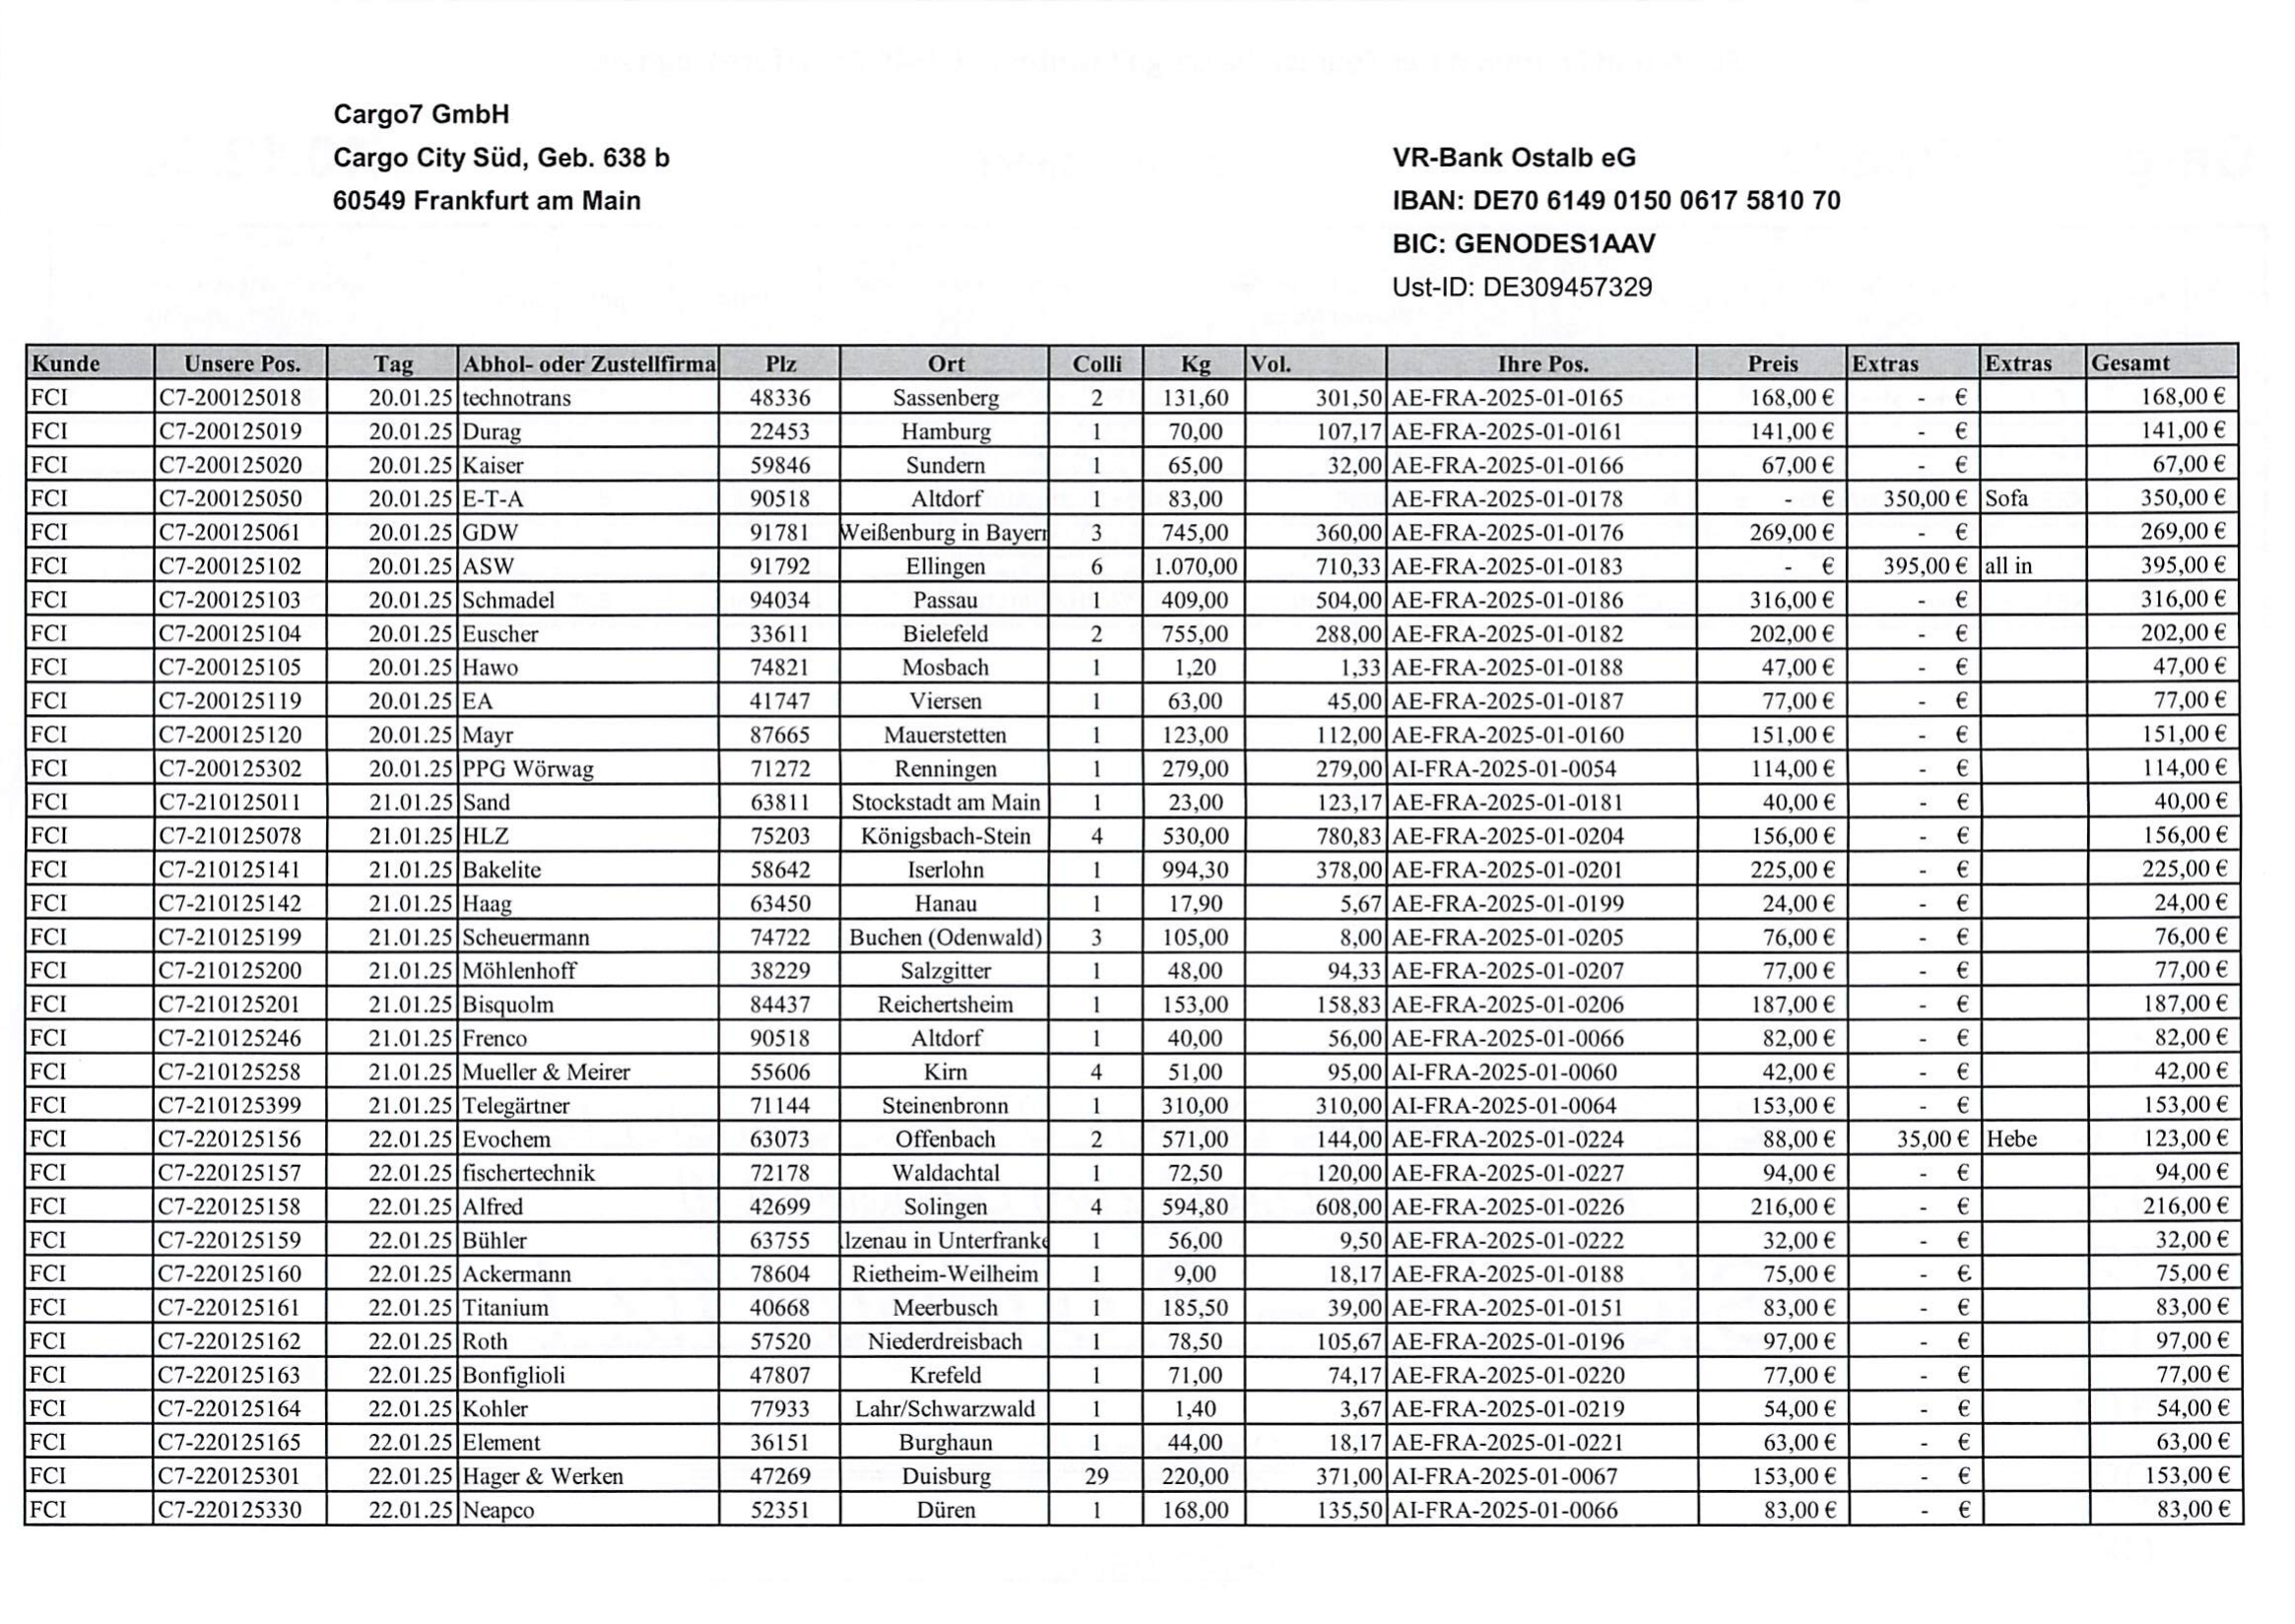 Cargo7 GmbH
Cargo City Süd, Geb. 638 b
60549 Frankfurt am Main
VR-Bank Ostalb eG
IBAN: DE70 6149 0150 0617 5810 70
BIC: GENODES1AAV
Ust-ID: DE309457329
Kunde Unsere Pos. Tag Abhol- oder Zustellfirma Plz Ort Colli Kg Vol. Ihre Pos. Preis Extras Extras Gesamt
FCI C7-200125018 20.01.25 technotrans 48336 Sassenberg 2 131,60 301,50 AE-FRA-2025-01-0165 168,00 € - € 168,00 €
FCI C7-200125019 20.01.25 Durag 22453 Hamburg 1 70,00 107,17 AE-FRA-2025-01-0161 141,00 € - € 141,00 €
FCI C7-200125020 20.01.25 Kaiser 59846 Sundern 1 65,00 32,00 AE-FRA-2025-01-0166 67,00 € - € 67,00 €
FCI C7-200125050 20.01.25 E-T-A 90518 Altdorf 1 83,00 AE-FRA-2025-01-0178 - € 350,00 € Sofa 350,00 €
FCI C7-200125061 20.01.25 GDW 91781 Weißenburg in Bayern 3 745,00 360,00 AE-FRA-2025-01-0176 269,00 € - € 269,00 €
FCI C7-200125102 20.01.25 ASW 91792 Ellingen 6 1.070,00 710,33 AE-FRA-2025-01-0183 - € 395,00 € all in 395,00 €
FCI C7-200125103 20.01.25 Schmadel 94034 Passau 1 409,00 504,00 AE-FRA-2025-01-0186 316,00 € - € 316,00 €
FCI C7-200125104 20.01.25 Euscher 33611 Bielefeld 2 755,00 288,00 AE-FRA-2025-01-0182 202,00 € - € 202,00 €
FCI C7-200125105 20.01.25 Hawo 74821 Mosbach 1 1,20 1,33 AE-FRA-2025-01-0188 47,00 € - € 47,00 €
FCI C7-200125119 20.01.25 EA 41747 Viersen 1 63,00 45,00 AE-FRA-2025-01-0187 77,00 € - € 77,00 €
FCI C7-200125120 20.01.25 Mayr 87665 Mauerstetten 1 123,00 112,00 AE-FRA-2025-01-0160 151,00 € - € 151,00 €
FCI C7-200125302 20.01.25 PPG Wörwag 71272 Renningen 1 279,00 279,00 AI-FRA-2025-01-0054 114,00 € - € 114,00 €
FCI C7-210125011 21.01.25 Sand 63811 Stockstadt am Main 1 23,00 123,17 AE-FRA-2025-01-0181 40,00 € - € 40,00 €
FCI C7-210125078 21.01.25 HLZ 75203 Königsbach-Stein 4 530,00 780,83 AE-FRA-2025-01-0204 156,00 € - € 156,00 €
FCI C7-210125141 21.01.25 Bakelite 58642 Iserlohn 1 994,30 378,00 AE-FRA-2025-01-0201 225,00 € - € 225,00 €
FCI C7-210125142 21.01.25 Haag 63450 Hanau 1 17,90 5,67 AE-FRA-2025-01-0199 24,00 € - € 24,00 €
FCI C7-210125199 21.01.25 Scheuermann 74722 Buchen (Odenwald) 3 105,00 8,00 AE-FRA-2025-01-0205 76,00 € - € 76,00 €
FCI C7-210125200 21.01.25 Möhlenhoff 38229 Salzgitter 1 48,00 94,33 AE-FRA-2025-01-0207 77,00 € - € 77,00 €
FCI C7-210125201 21.01.25 Bisquolm 84437 Reichertsheim 1 153,00 158,83 AE-FRA-2025-01-0206 187,00 € - € 187,00 €
FCI C7-210125246 21.01.25 Frenco 90518 Altdorf 1 40,00 56,00 AE-FRA-2025-01-0066 82,00 € - € 82,00 €
FCI C7-210125258 21.01.25 Mueller & Meirer 55606 Kirn 4 51,00 95,00 AI-FRA-2025-01-0060 42,00 € - € 42,00 €
FCI C7-210125399 21.01.25 Telegärtner 71144 Steinenbronn 1 310,00 310,00 AI-FRA-2025-01-0064 153,00 € - € 153,00 €
FCI C7-220125156 22.01.25 Evochem 63073 Offenbach 2 571,00 144,00 AE-FRA-2025-01-0224 88,00 € 35,00 € Hebe 123,00 €
FCI C7-220125157 22.01.25 fischertechnik 72178 Waldachtal 1 72,50 120,00 AE-FRA-2025-01-0227 94,00 € - € 94,00 €
FCI C7-220125158 22.01.25 Alfred 42699 Solingen 4 594,80 608,00 AE-FRA-2025-01-0226 216,00 € - € 216,00 €
FCI C7-220125159 22.01.25 Bühler 63755 lzenau in Unterfranke 1 56,00 9,50 AE-FRA-2025-01-0222 32,00 € - € 32,00 €
FCI C7-220125160 22.01.25 Ackermann 78604 Rietheim-Weilheim 1 9,00 18,17 AE-FRA-2025-01-0188 75,00 € - € 75,00 €
FCI C7-220125161 22.01.25 Titanium 40668 Meerbusch 1 185,50 39,00 AE-FRA-2025-01-0151 83,00 € - € 83,00 €
FCI C7-220125162 22.01.25 Roth 57520 Niederdreisbach 1 78,50 105,67 AE-FRA-2025-01-0196 97,00 € - € 97,00 €
FCI C7-220125163 22.01.25 Bonfiglioli 47807 Krefeld 1 71,00 74,17 AE-FRA-2025-01-0220 77,00 € - € 77,00 €
FCI C7-220125164 22.01.25 Kohler 77933 Lahr/Schwarzwald 1 1,40 3,67 AE-FRA-2025-01-0219 54,00 € - € 54,00 €
FCI C7-220125165 22.01.25 Element 36151 Burghaun 1 44,00 18,17 AE-FRA-2025-01-0221 63,00 € - € 63,00 €
FCI C7-220125301 22.01.25 Hager & Werken 47269 Duisburg 29 220,00 371,00 AI-FRA-2025-01-0067 153,00 € - € 153,00 €
FCI C7-220125330 22.01.25 Neapco 52351 Düren 1 168,00 135,50 AI-FRA-2025-01-0066 83,00 € - € 83,00 €